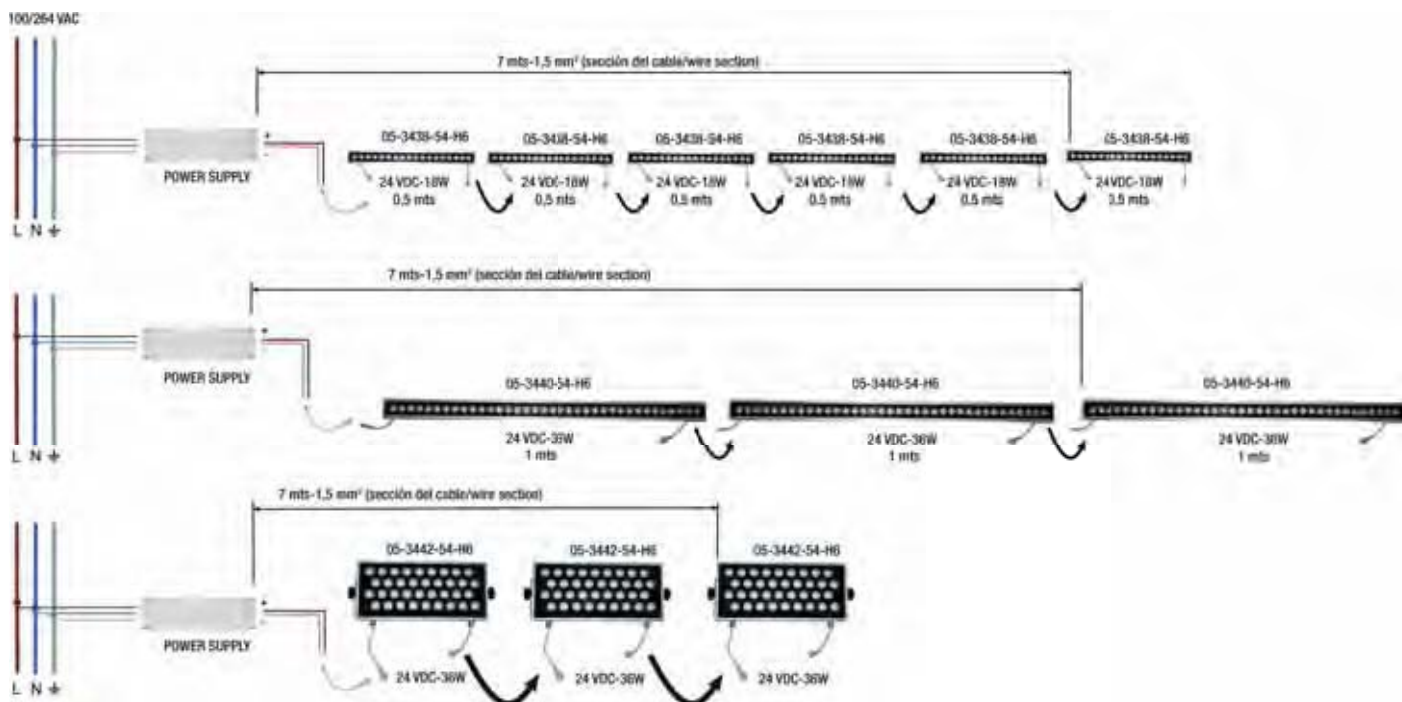 100/264 VAC
7 mts-1,5 mm² (sección del cable/wire section)
05-3438-54-H6 05-3438-54-H6 05-3438-54-H6 05-3438-54-H6 05-3438-54-H6 05-3438-54-H6
+
-
POWER SUPPLY
24 VDC-18W 24 VDC-18W 24 VDC-18W 24 VDC-18W 24 VDC-18W 24 VDC-18W
0,5 mts 0,5 mts 0,5 mts 0,5 mts 0,5 mts 0,5 mts
L N
7 mts-1,5 mm² (sección del cable/wire section)
+
-
POWER SUPPLY
05-3440-54-H6 05-3440-54-H6 05-3440-54-H6
24 VDC-36W 24 VDC-36W 24 VDC-36W
1 mts 1 mts 1 mts
L N
7 mts-1,5 mm² (sección del cable/wire section)
05-3442-54-H6 05-3442-54-H6 05-3442-54-H6
+
-
POWER SUPPLY
24 VDC-36W 24 VDC-36W 24 VDC-36W
L N